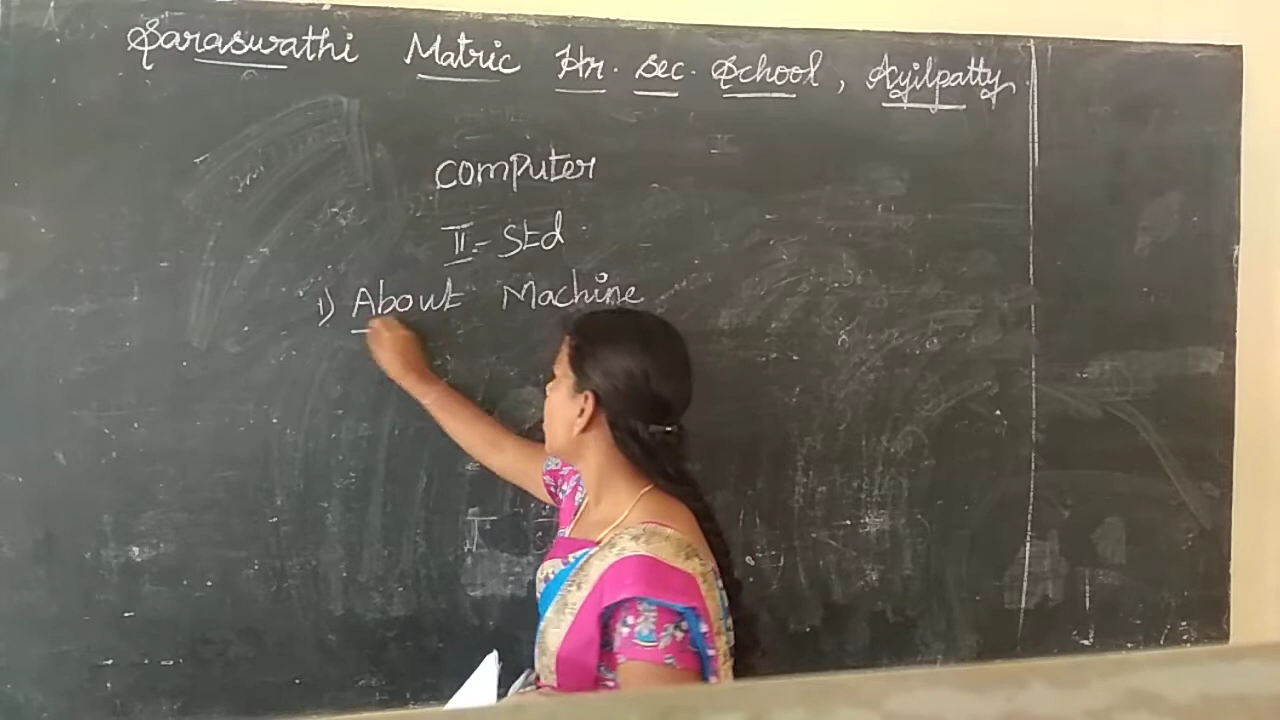 Saraswathi Matric Hr. Sec. School, Ayilpatty.
Computer
II - Std
1) About Machine